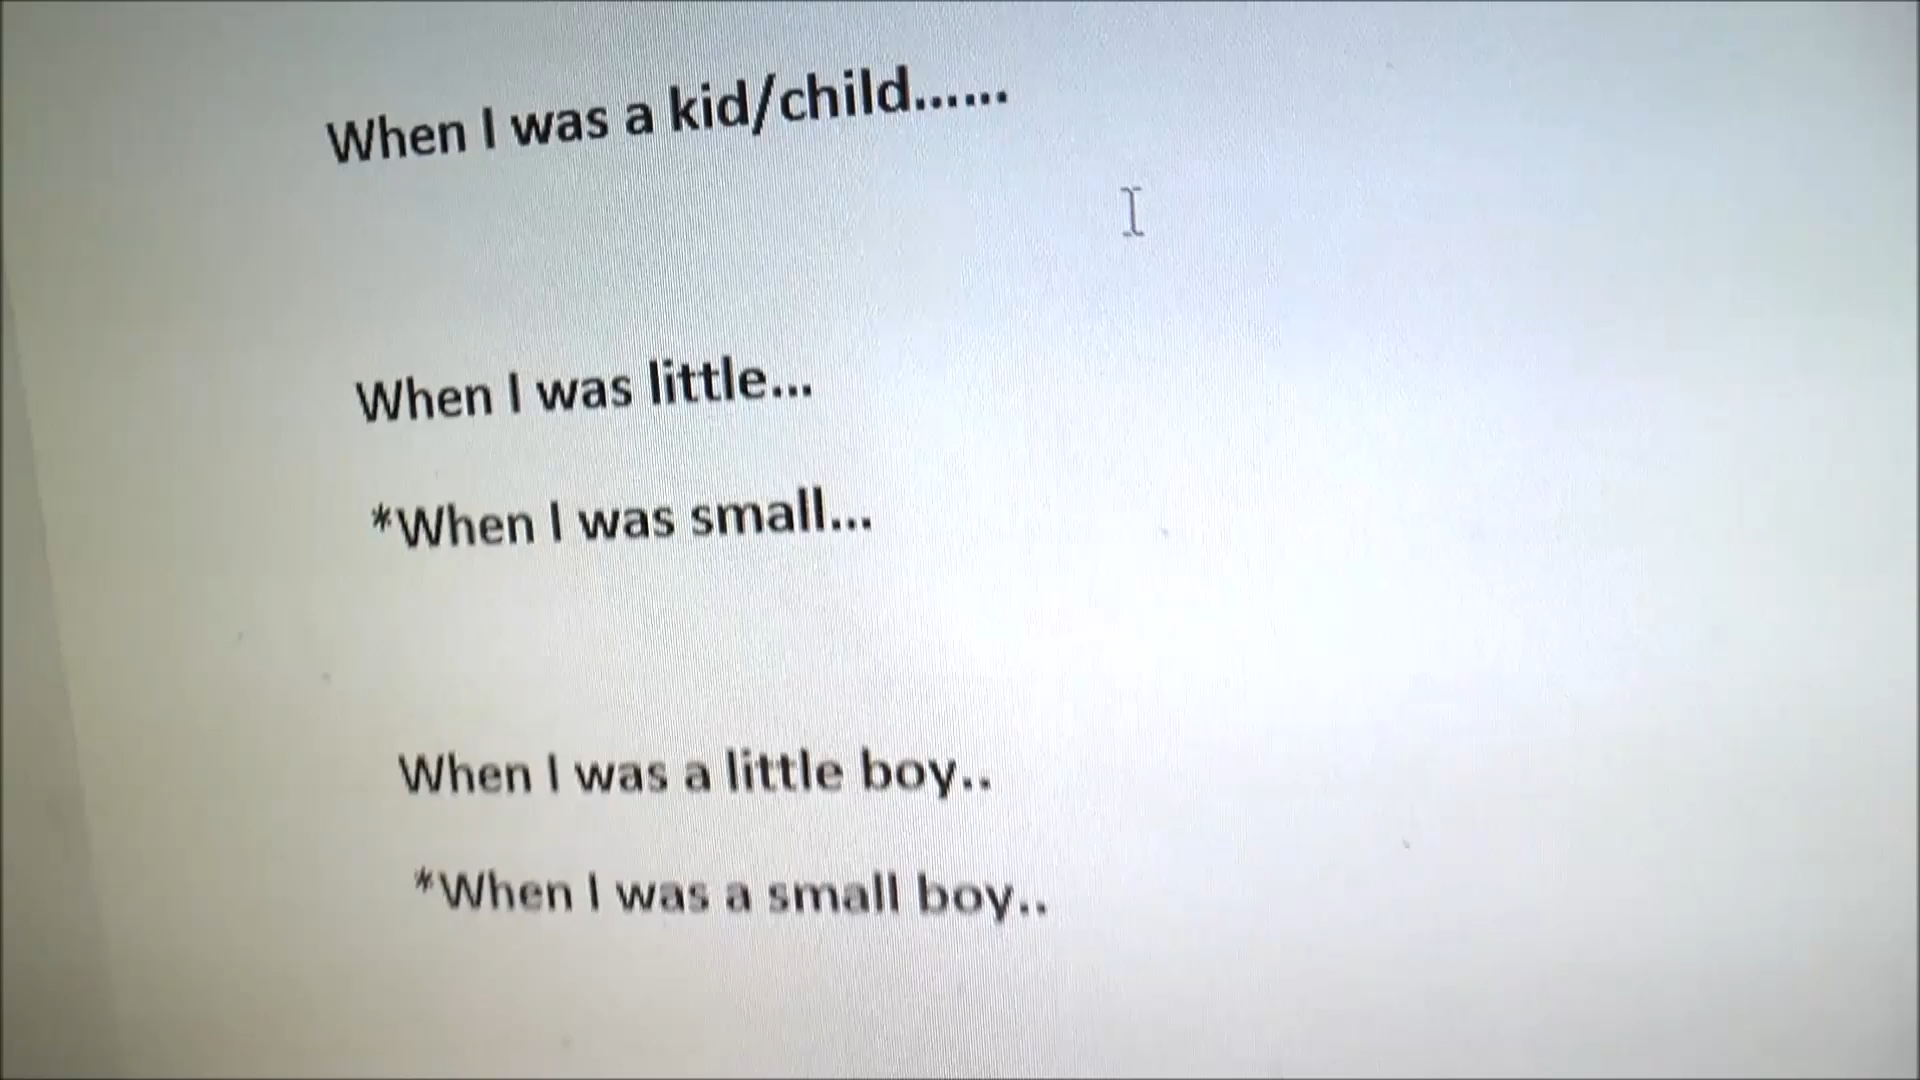 When I was a kid/child......
When I was little...
*When I was small...
When I was a little boy..
*When I was a small boy..